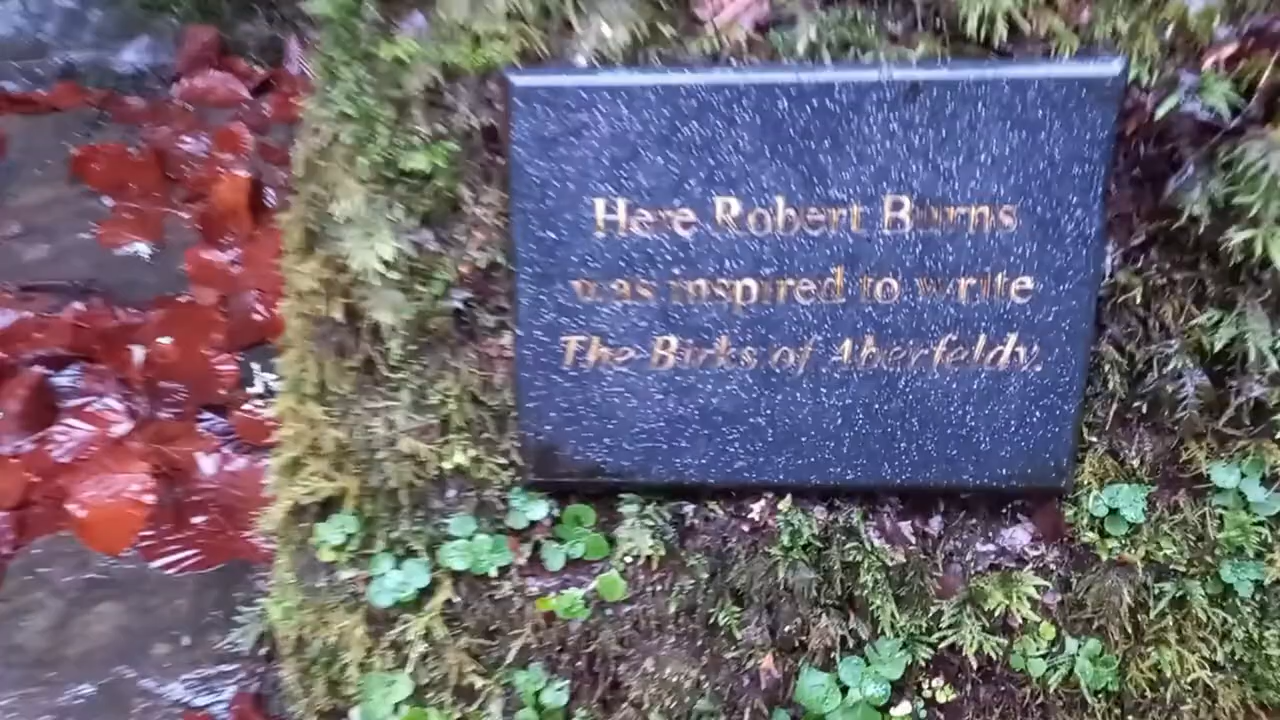 Here Robert Burns
was inspired to write
The Birks of Aberfeldy.